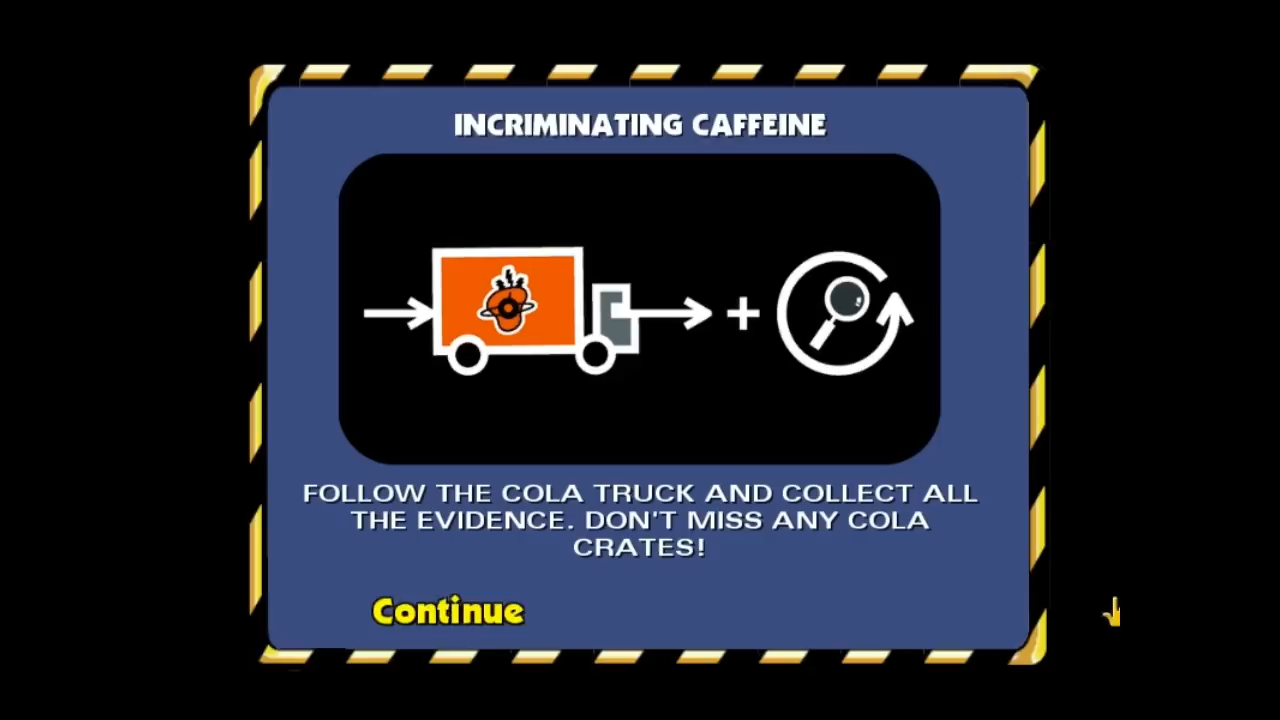 INCRIMINATING CAFFEINE
FOLLOW THE COLA TRUCK AND COLLECT ALL
THE EVIDENCE. DON'T MISS ANY COLA
CRATES!
Continue